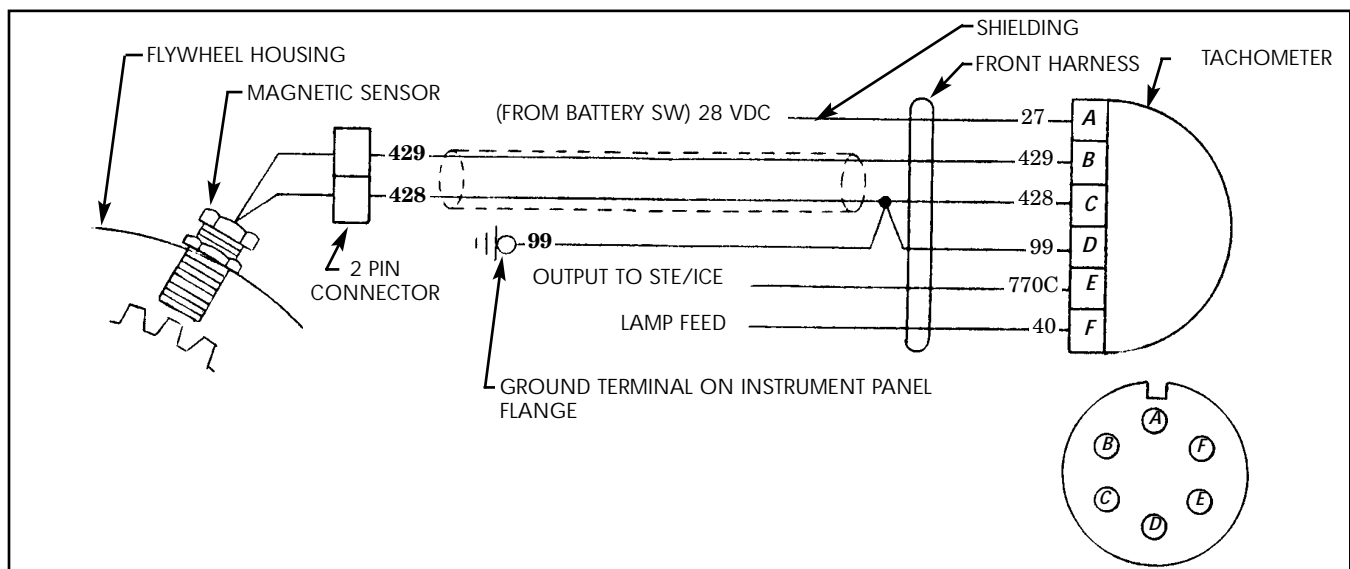 SHIELDING
FLYWHEEL HOUSING
FRONT HARNESS
TACHOMETER
MAGNETIC SENSOR
(FROM BATTERY SW) 28 VDC
27 A
429
429 B
428
428 C
99
99 D
2 PIN
CONNECTOR
OUTPUT TO STE/ICE
770C E
LAMP FEED
40 F
GROUND TERMINAL ON INSTRUMENT PANEL
FLANGE
A
B
F
C
E
D